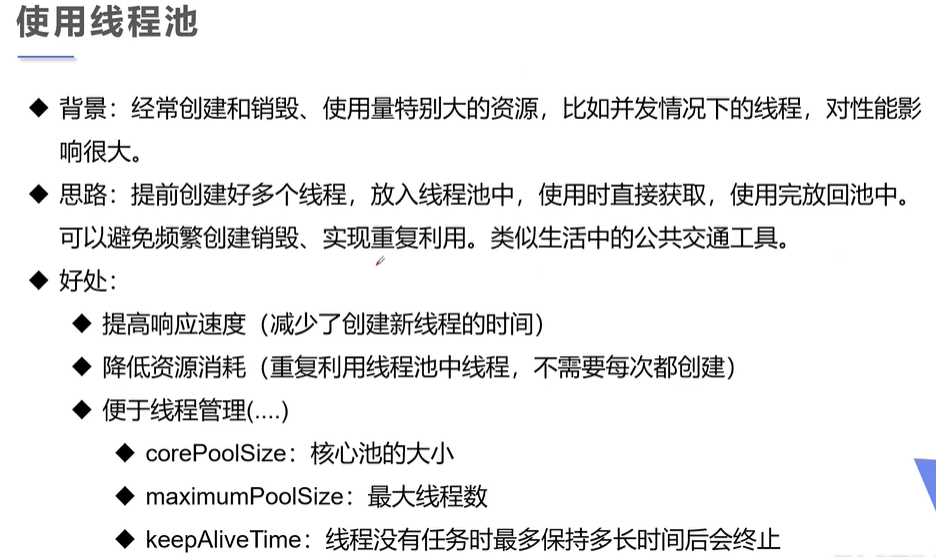 使用线程池
◆ 背景：经常创建和销毁、使用量特别大的资源，比如并发情况下的线程，对性能影
响很大。
◆ 思路：提前创建好多个线程，放入线程池中，使用时直接获取，使用完放回池中。
可以避免频繁创建销毁、实现重复利用。类似生活中的公共交通工具。
◆ 好处：
◆ 提高响应速度（减少了创建新线程的时间）
◆ 降低资源消耗（重复利用线程池中线程，不需要每次都创建）
◆ 便于线程管理(....)
◆ corePoolSize：核心池的大小
◆ maximumPoolSize：最大线程数
◆ keepAliveTime：线程没有任务时最多保持多长时间后会终止